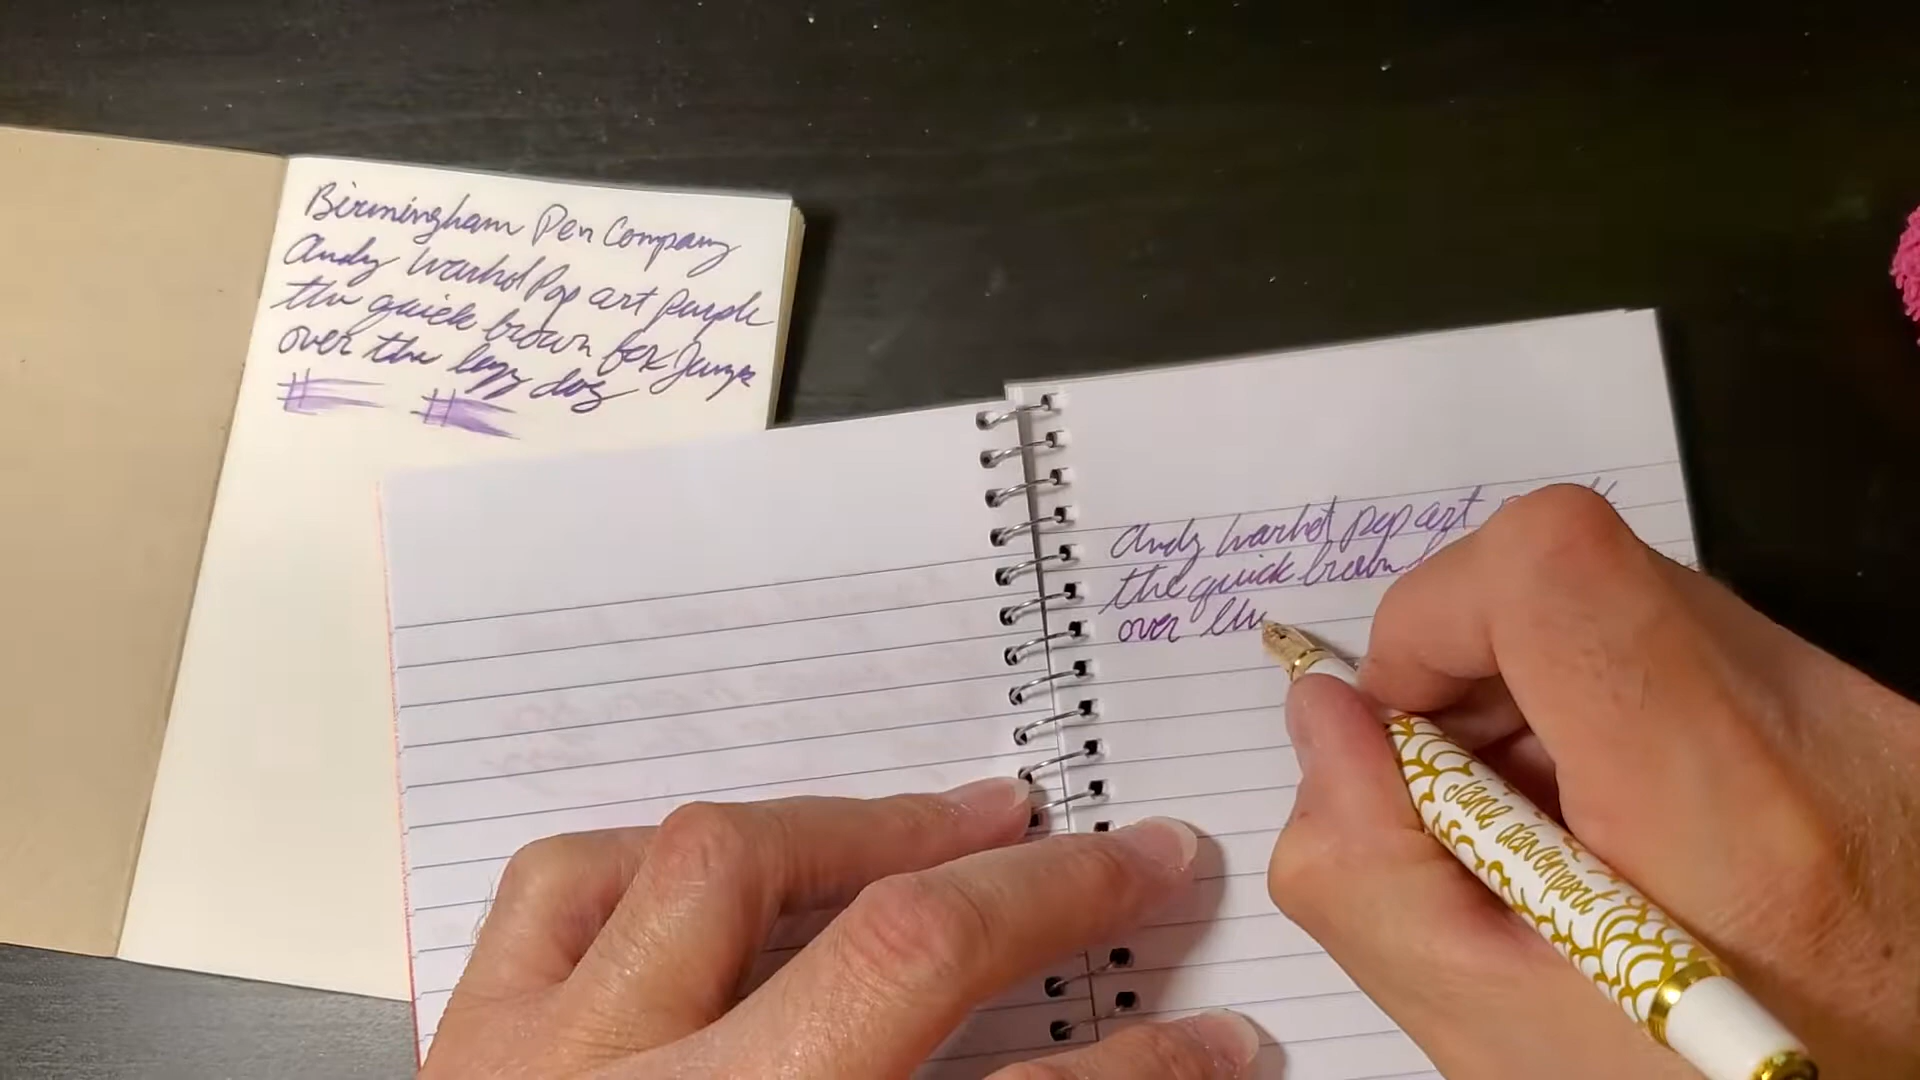 Birmingham Pen Company
Andy Warhol Pop art purple
the quick brown fox Jumps
over the lazy dog
Andy Warhol pop art
the quick brown
over the
jane davenport